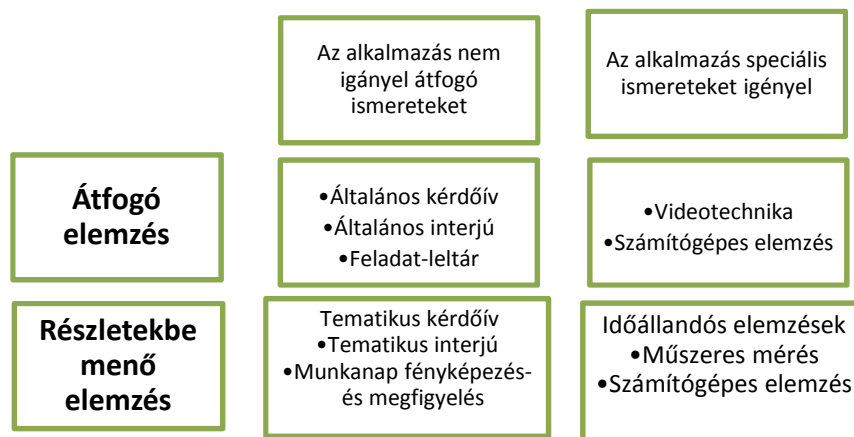 Az alkalmazás nem
igányel átfogó
ismereteket
Az alkalmazás speciális
ismereteket igényel
Átfogó
elemzés
•Általános kérdőív
•Általános interjú
•Feladat-leltár
•Videotechnika
•Számítógépes elemzés
Részletekbe
menő
elemzés
Tematikus kérdőív
•Tematikus interjú
•Munkanap fényképezés-
és megfigyelés
Időállandós elemzések
•Műszeres mérés
•Számítógépes elemzés